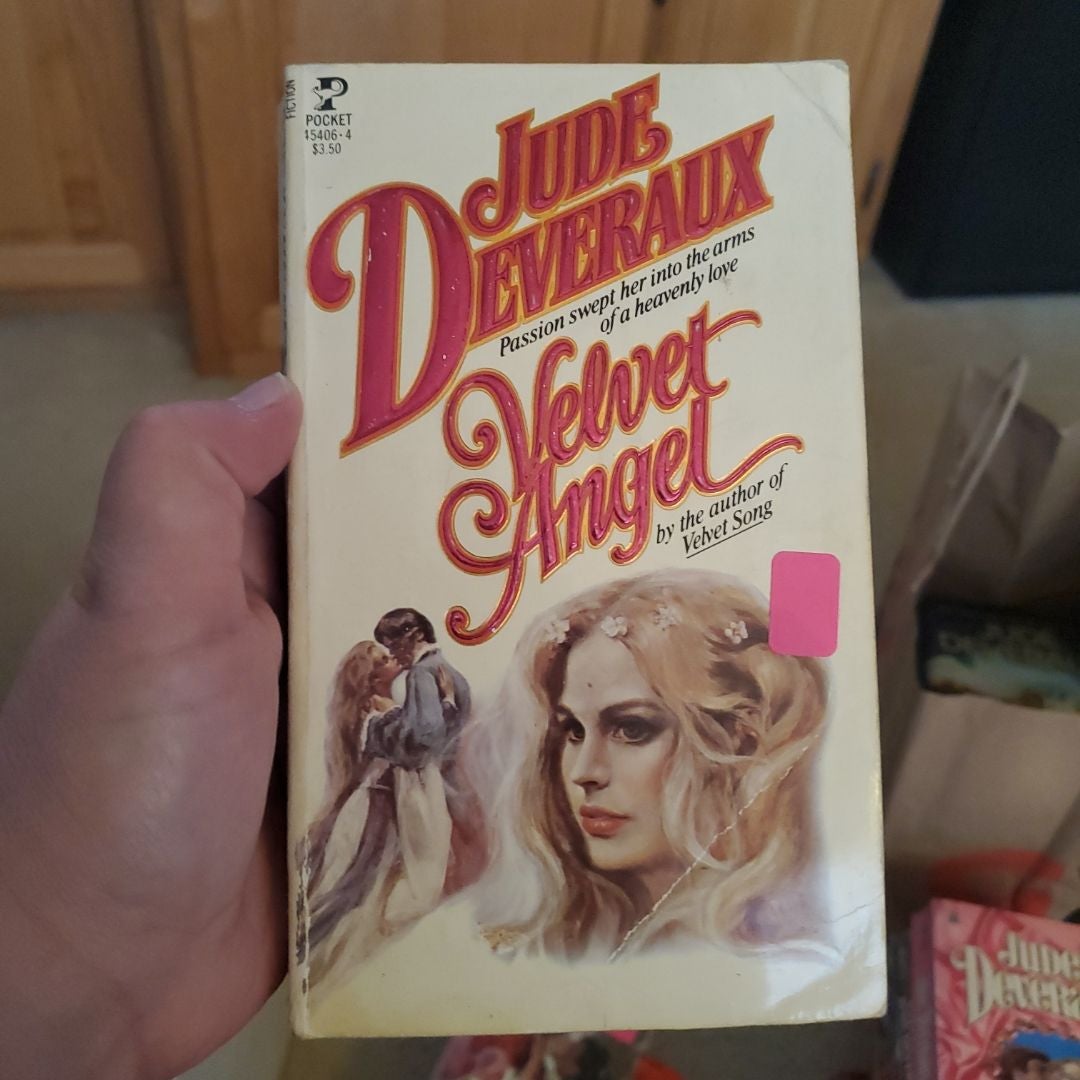 FICTION
P
POCKET
45406-4
$3.50
JUDE
DEVERAUX
Passion swept her into the arms
of a heavenly love
Velvet
Angel
by the author of
Velvet Song
JUDE
Jude